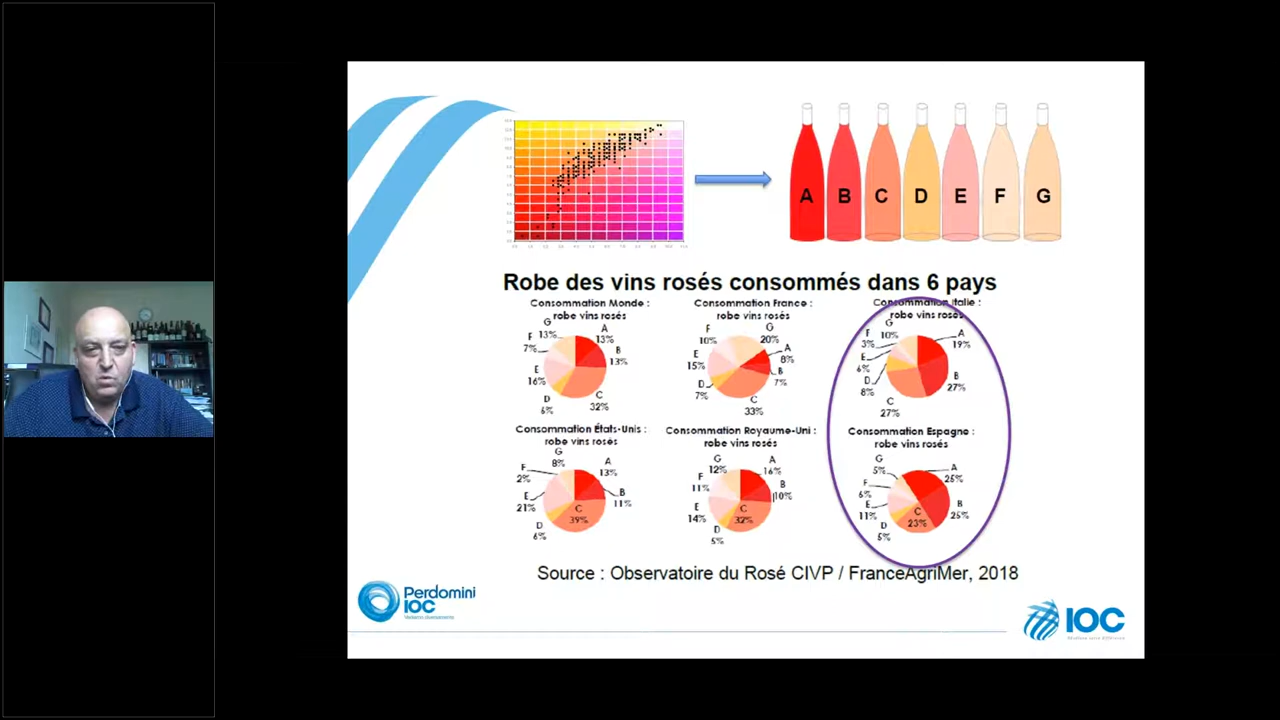 A B C D E F G
Robe des vins rosés consommés dans 6 pays
Consommation Monde :
robe vins rosés
G
13%
A
13%
F
7%
B
13%
E
16%
D
6%
C
32%
Consommation France :
robe vins rosés
F
10%
G
20%
A
8%
E
15%
B
7%
D
7%
C
33%
Consommation Italie :
robe vins rosés
G
10%
F
3%
A
19%
E
6%
B
27%
D
8%
C
27%
Consommation États-Unis :
robe vins rosés
G
8%
A
13%
F
2%
B
11%
E
21%
C
39%
D
6%
Consommation Royaume-Uni :
robe vins rosés
G
12%
A
16%
F
11%
B
10%
E
14%
C
32%
D
5%
Consommation Espagne :
robe vins rosés
G
5%
A
25%
F
6%
B
25%
E
11%
C
23%
D
5%
Source : Observatoire du Rosé CIVP / FranceAgriMer, 2018
Perdomini
IOC
IOC